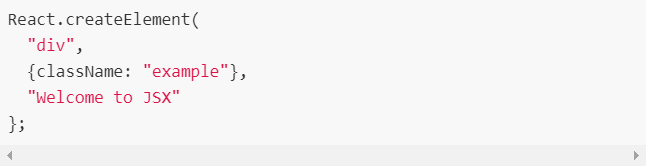 React.createElement(
  "div",
  {className: "example"},
  "Welcome to JSX"
};